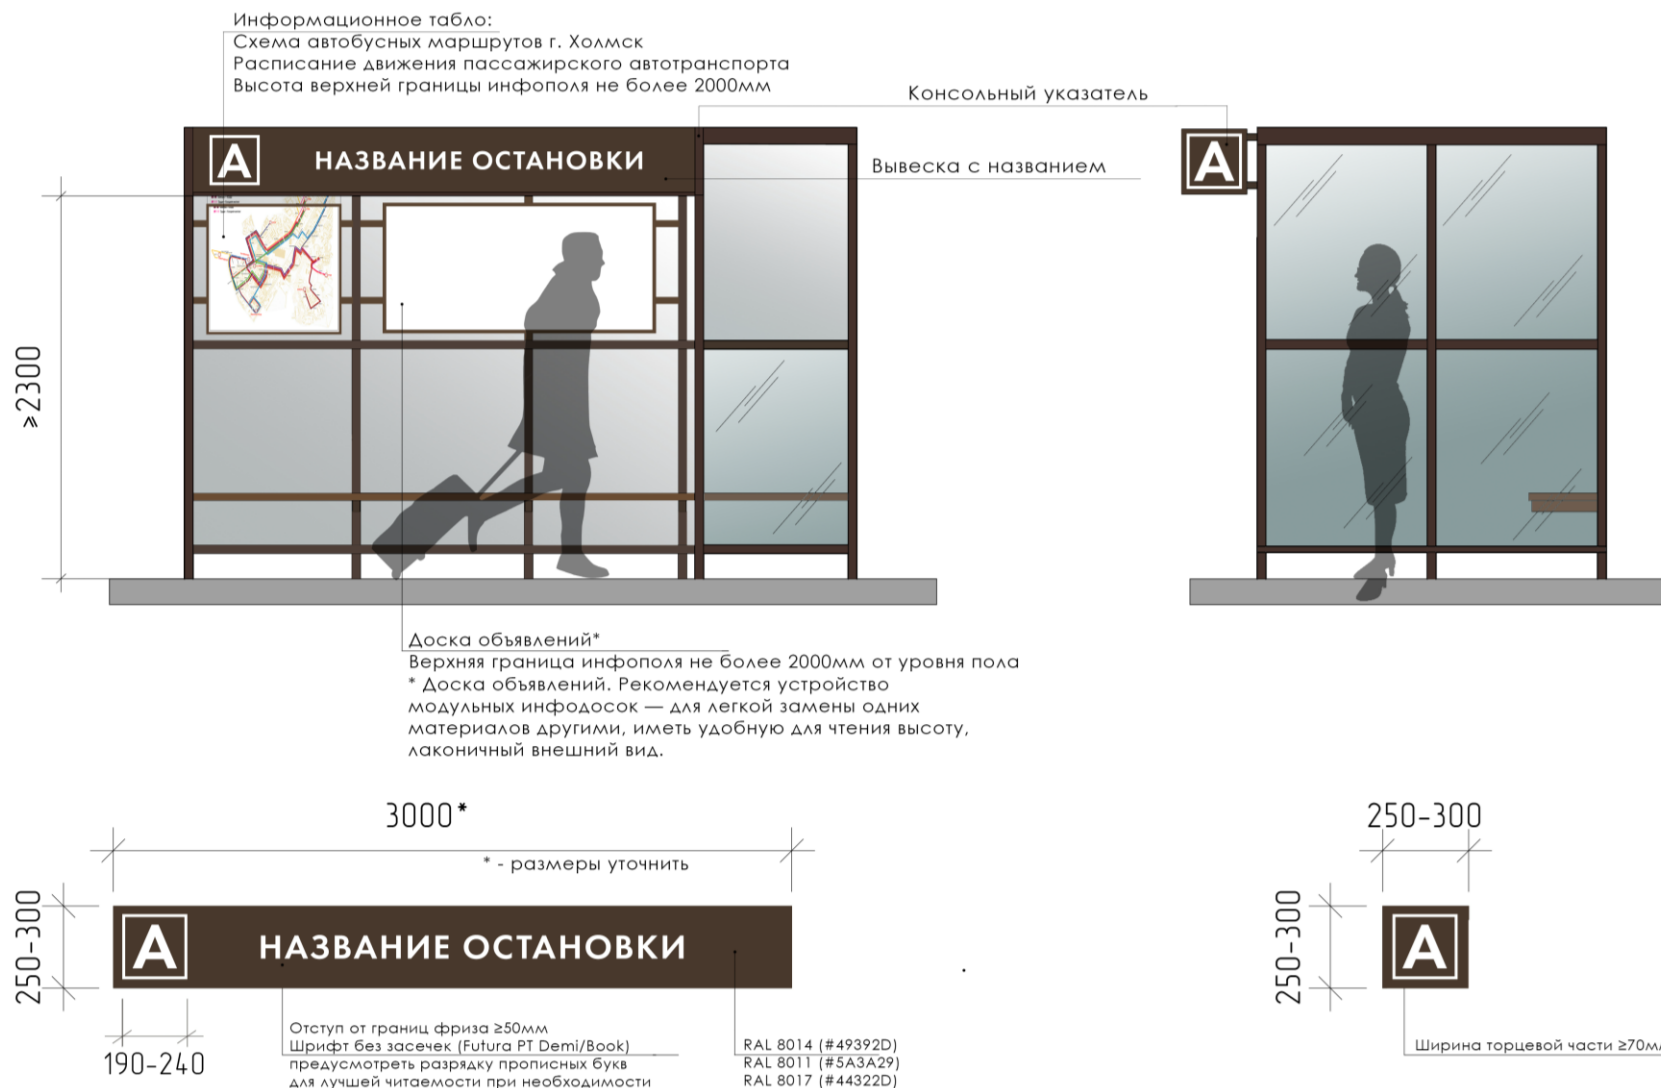 Информационное табло:
Схема автобусных маршрутов г. Холмск
Расписание движения пассажирского автотранспорта
Высота верхней границы инфополя не более 2000мм
Консольный указатель
Вывеска с названием
А
НАЗВАНИЕ ОСТАНОВКИ
А
≥2300
Доска объявлений*
Верхняя граница инфополя не более 2000мм от уровня пола
* Доска объявлений. Рекомендуется устройство
модульных инфодосок — для легкой замены одних
материалов другими, иметь удобную для чтения высоту,
лаконичный внешний вид.
3000*
* - размеры уточнить
250-300
А
НАЗВАНИЕ ОСТАНОВКИ
190-240
Отступ от границ фриза ≥50мм
Шрифт без засечек (Futura PT Demi/Book)
предусмотреть разрядку прописных букв
для лучшей читаемости при необходимости
RAL 8014 (#49392D)
RAL 8011 (#5A3A29)
RAL 8017 (#44322D)
250-300
250-300
А
Ширина торцевой части ≥70мм